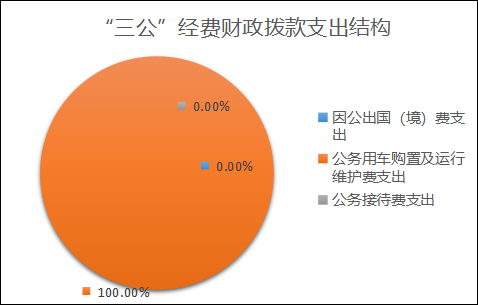 “三公”经费财政拨款支出结构
0.00%
0.00%
100.00%
因公出国（境）费支
出
公务用车购置及运行
维护费支出
公务接待费支出